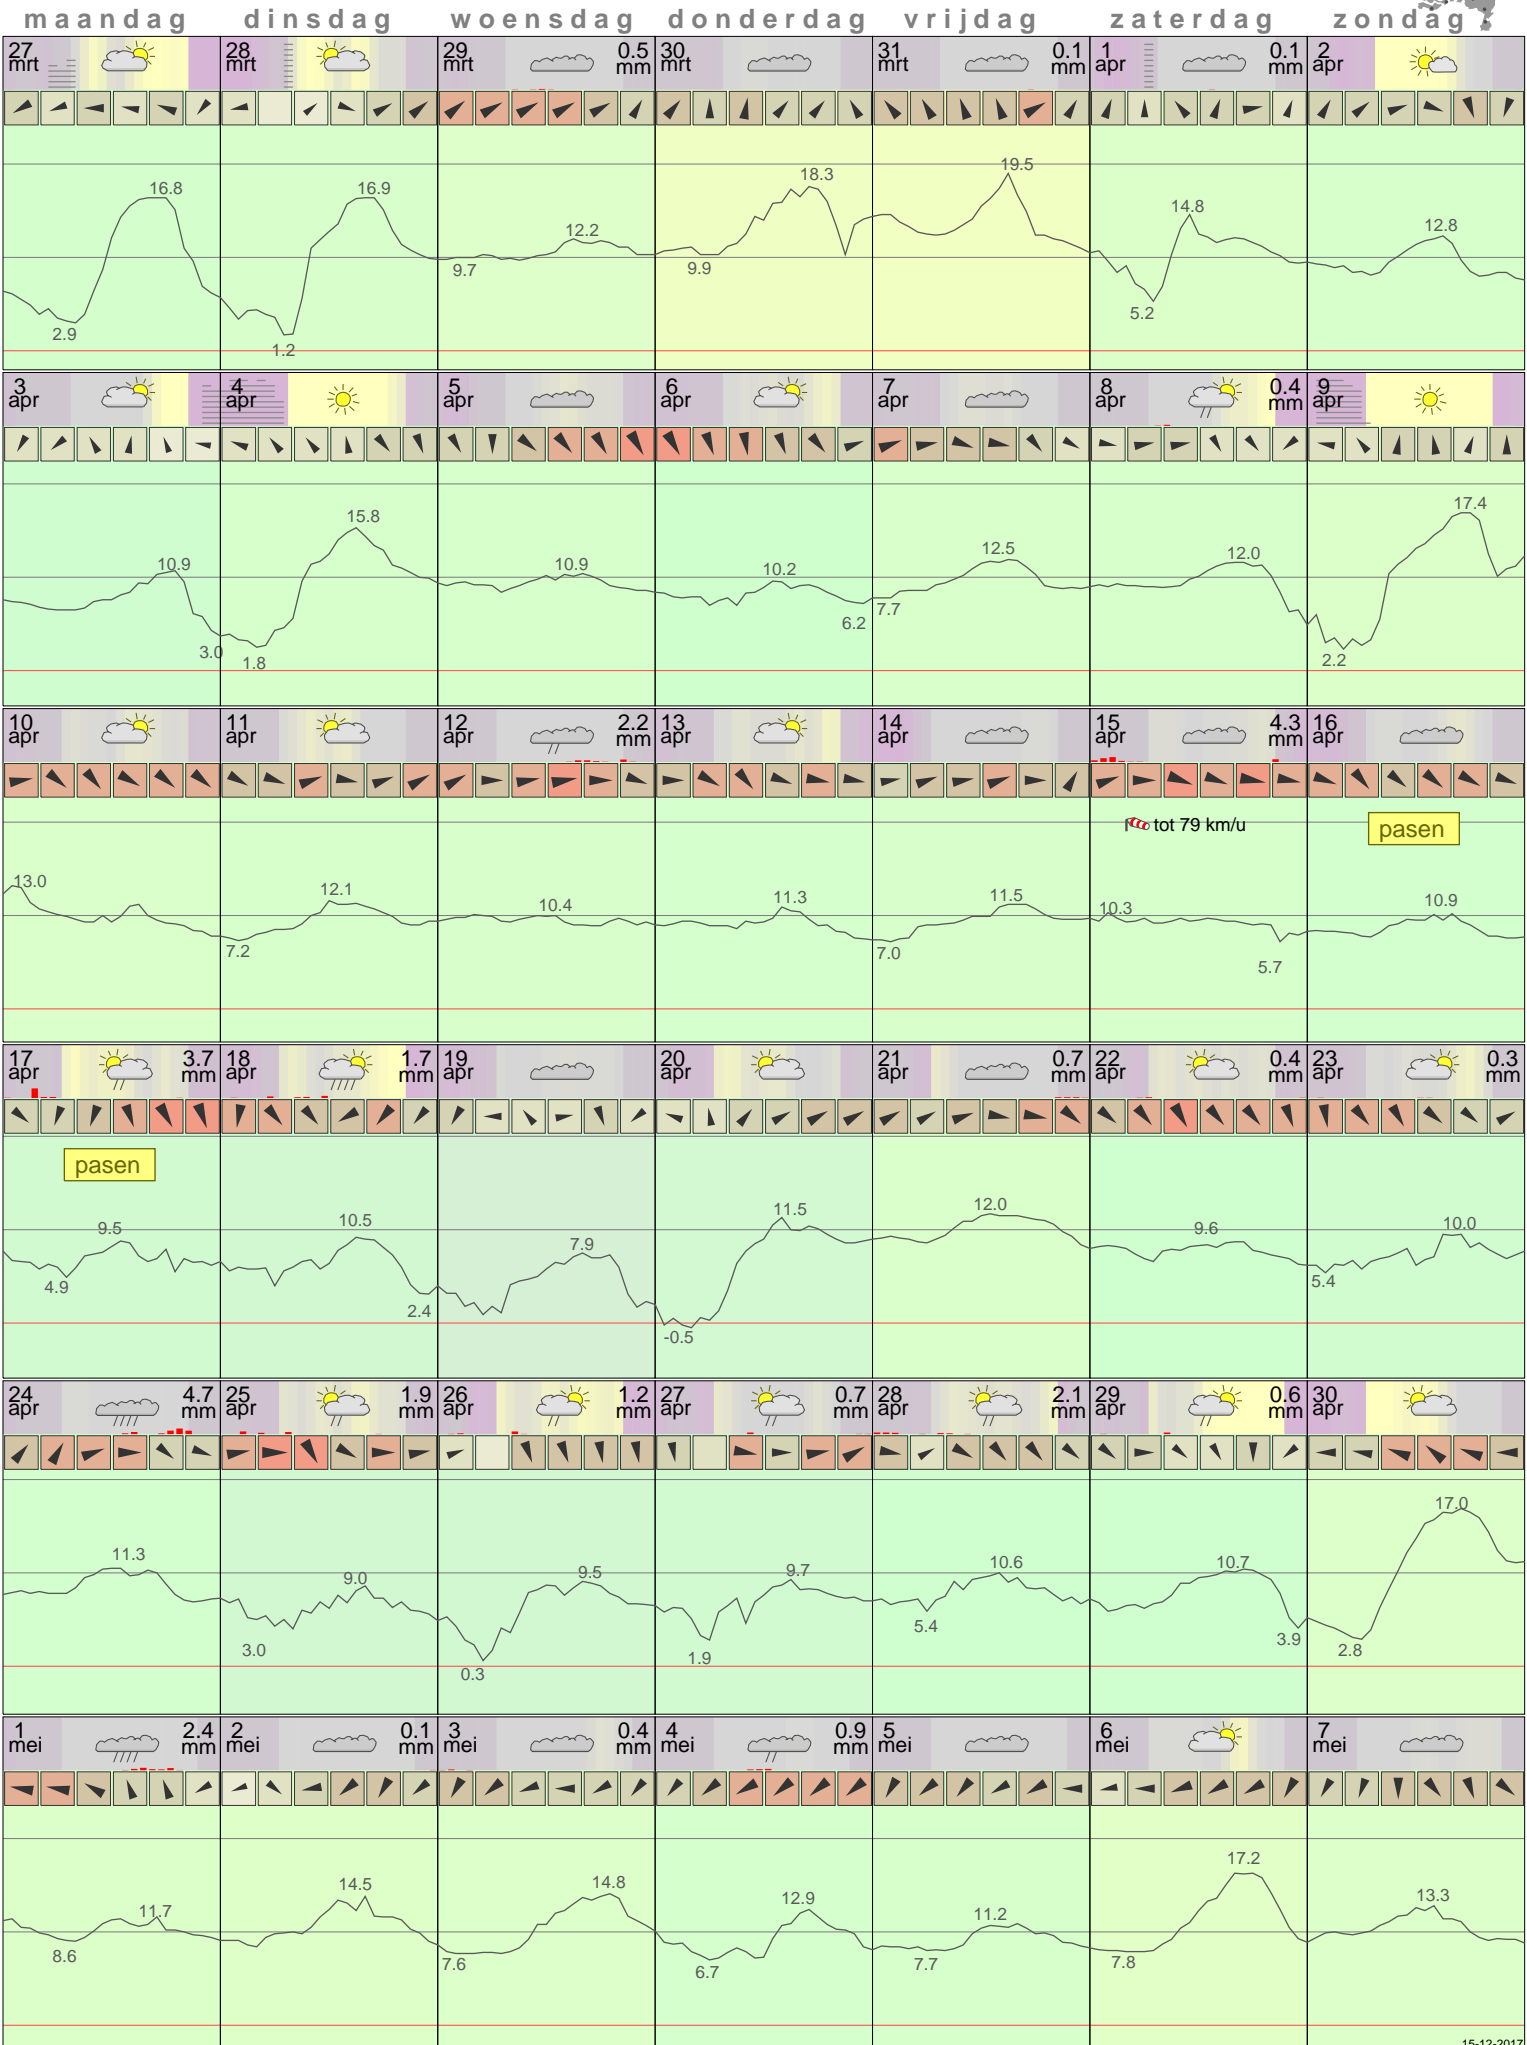 maandag dinsdag woensdag donderdag vrijdag zaterdag zondag
27 28 29 0.5 30 31 0.1 1 0.1 2
mrt mrt mrt mm mrt mrt mm apr mm apr
19.5
18.3
16.8 16.9
14.8
12.2 12.8
9.7 9.9
5.2
2.9
1.2
3 4 5 6 7 8 0.4 9
apr apr apr apr apr apr mm apr
17.4
15.8
12.5 12.0
10.9 10.9 10.2
7.7
6.2
3.0 1.8 2.2
10 11 12 2.2 13 14 15 4.3 16
apr apr apr mm apr apr apr mm apr
tot 79 km/u pasen
13.0 12.1 11.3 11.5
10.4 10.3 10.9
7.2 7.0
5.7
17 3.7 18 1.7 19 20 21 0.7 22 0.4 23 0.3
apr mm apr mm apr apr apr mm apr mm apr mm
pasen
12.0
11.5
9.5 10.5 9.6 10.0
7.9
4.9 5.4
2.4
-0.5
24 4.7 25 1.9 26 1.2 27 0.7 28 2.1 29 0.6 30
apr mm apr mm apr mm apr mm apr mm apr mm apr
17.0
11.3 9.0 9.5 9.7 10.6 10.7
5.4
3.9
3.0 1.9 2.8
0.3
1 2.4 2 0.1 3 0.4 4 0.9 5 6 7
mei mm mei mm mei mm mei mm mei mei mei
17.2
14.5 14.8
12.9 13.3
11.7 11.2
8.6 7.6 6.7 7.7 7.8
15-12-2017